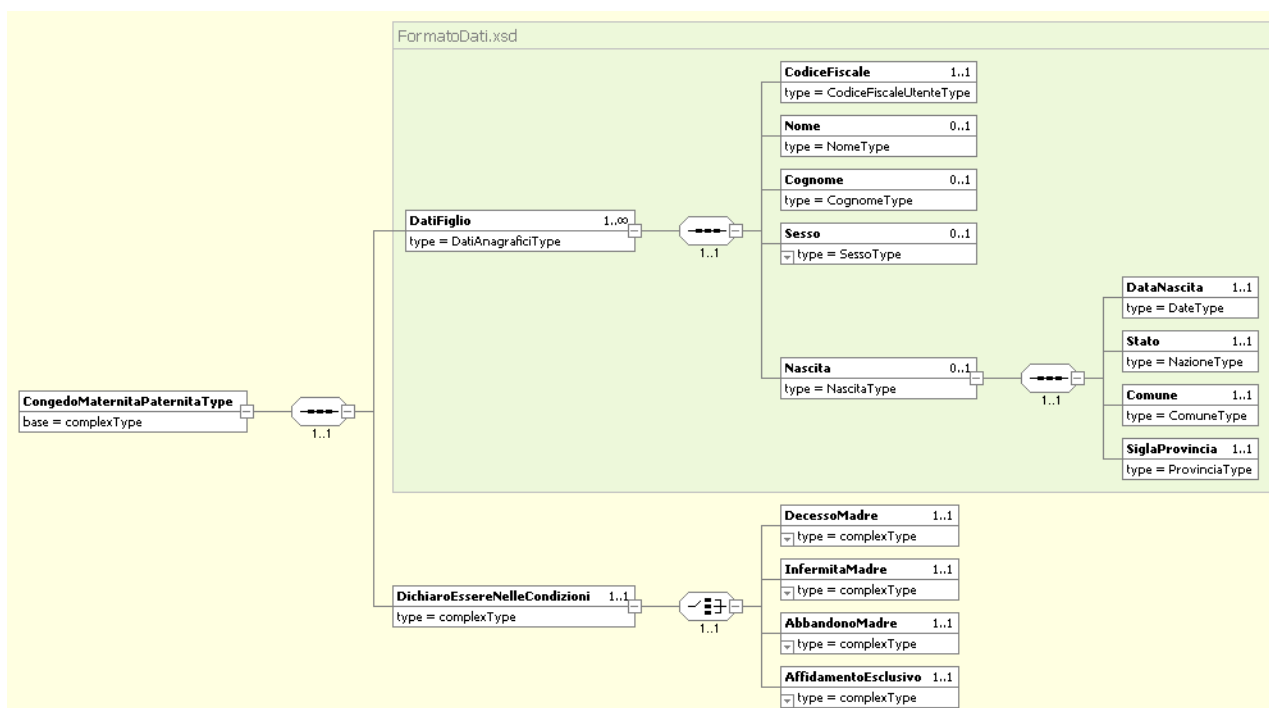 FormatoDati.xsd
CodiceFiscale 1..1
type = CodiceFiscaleUtenteType
Nome 0..1
type = NomeType
Cognome 0..1
type = CognomeType
DatiFiglio 1..∞
type = DatiAnagraficiType
1..1
Sesso 0..1
type = SessoType
DataNascita 1..1
type = DateType
Stato 1..1
type = NazioneType
Nascita 0..1
type = NascitaType
1..1
Comune 1..1
type = ComuneType
SiglaProvincia 1..1
type = ProvinciaType
CongedoMaternitaPaternitaType
base = complexType
1..1
DecessoMadre 1..1
type = complexType
InfermitaMadre 1..1
type = complexType
DichiaroEssereNelleCondizioni 1..1
type = complexType
1..1
AbbandonoMadre 1..1
type = complexType
AffidamentoEsclusivo 1..1
type = complexType